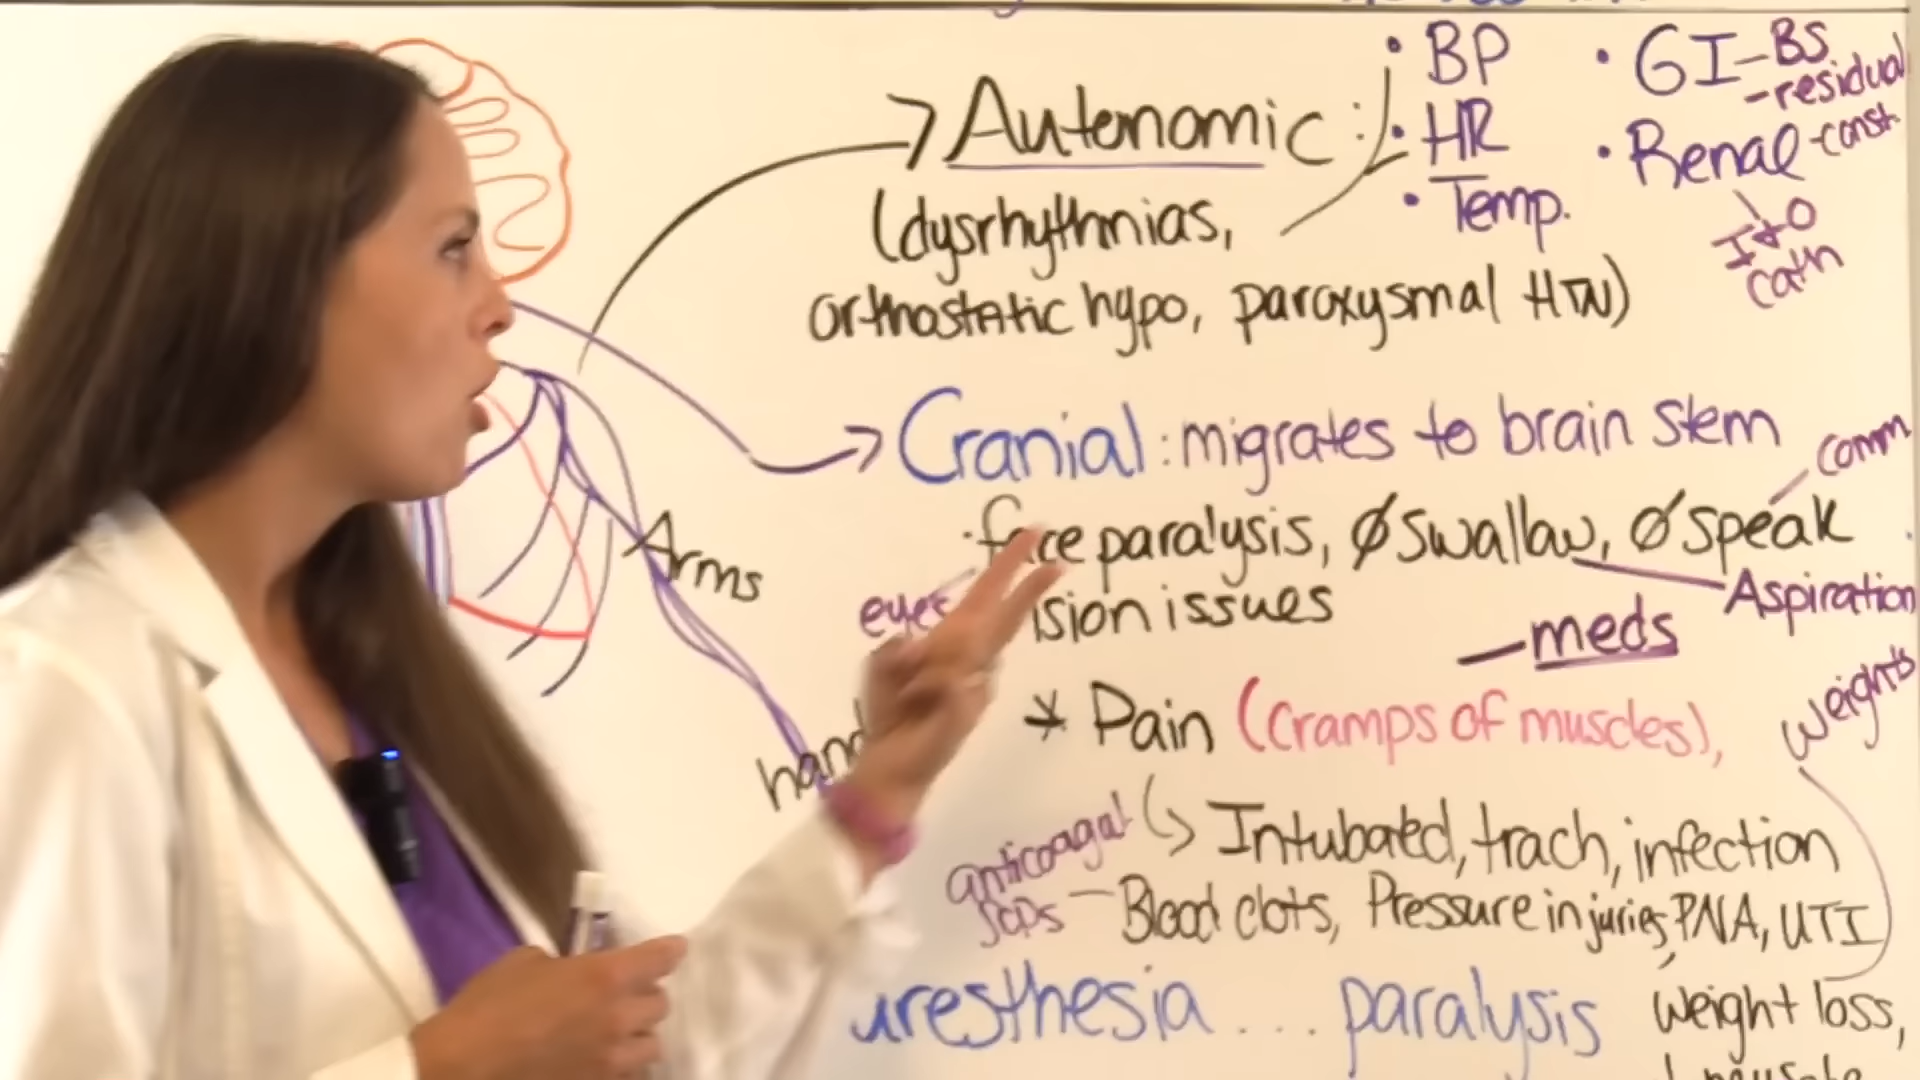 Autonomic :
(dysrhythmias,
orthostatic hypo, paroxysmal HTN)
• BP
• HR
• Temp.
• GI - BS
- residual
• Renal - const.
I & O
cath
Cranial : migrates to brain stem
comm
· face paralysis, Ø swallow, Ø speak
Aspiration
eyes
ision issues
meds
Arms
hand
* Pain (cramps of muscles),
weights
anticoagul
SCDs
Intubated, trach, infection
Blood clots, Pressure injuries, PNA, UTI
aresthesia .... paralysis
weight loss,